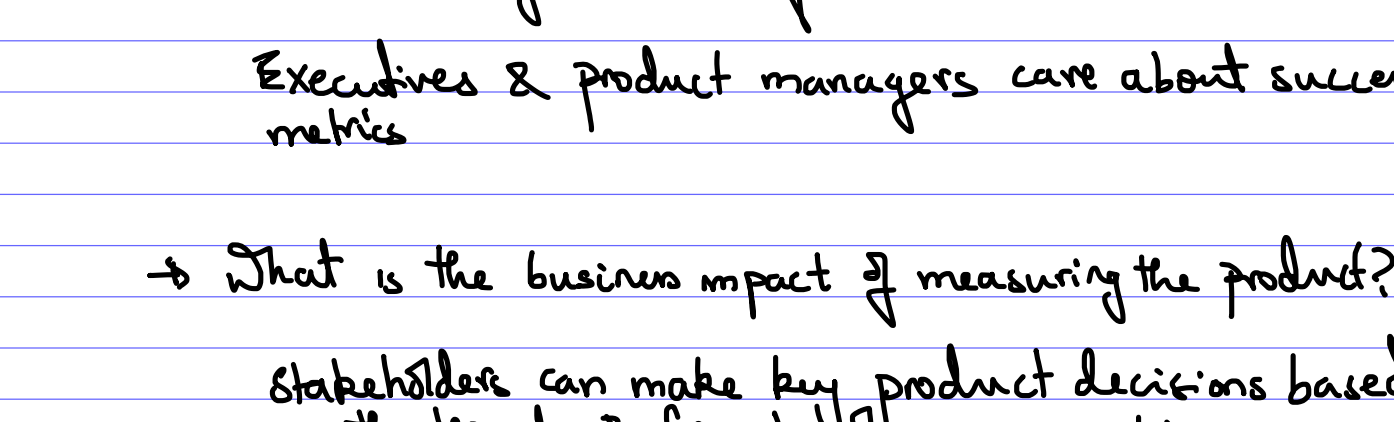 Executives & product managers care about succe
metrics
→ What is the business impact of measuring the product?
stakeholders can make key product decisions based